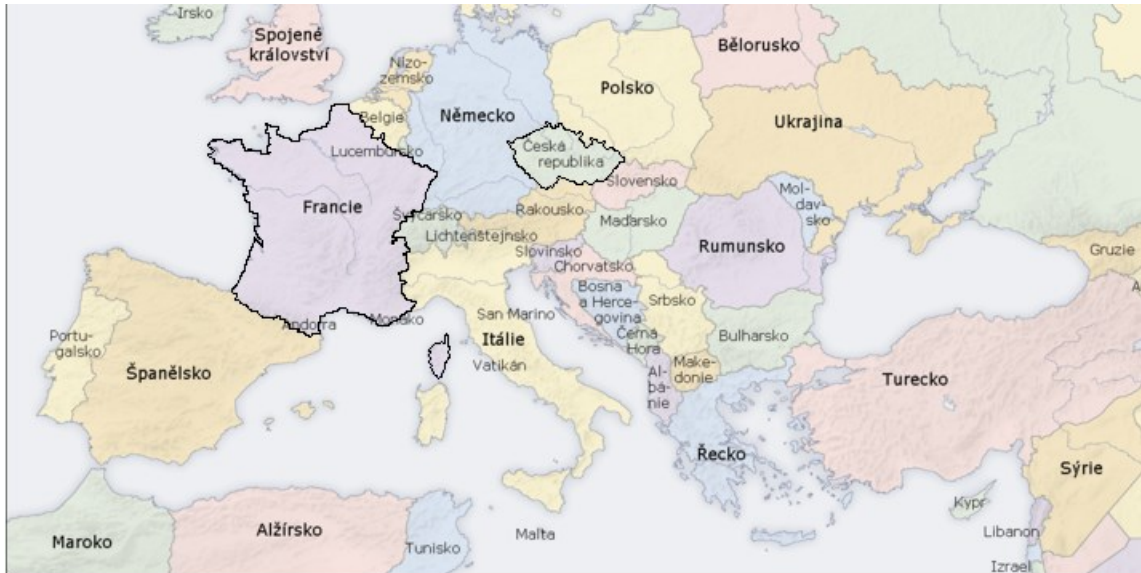 Irsko
Spojené
království
Bělorusko
Nizo-
zemsko
Polsko
Belgie
Německo
Ukrajina
Lucembursko
Česká
republika
Slovensko
Mol-
dav-
sko
Francie
Švýcarsko
Rakousko
Maďarsko
Lichtenštejnsko
Rumunsko
Slovinsko
Gruzie
Chorvatsko
Bosna
a Herce-
govina
Srbsko
A
San Marino
Monako
Andorra
Portu-
galsko
Itálie
Černá
Hora
Bulharsko
Vatikán
Make-
donie
Španělsko
Al-
bá-
nie
Turecko
Řecko
Sýrie
Kypr
Alžírsko
Malta
Libanon
Maroko
Tunisko
Izrael